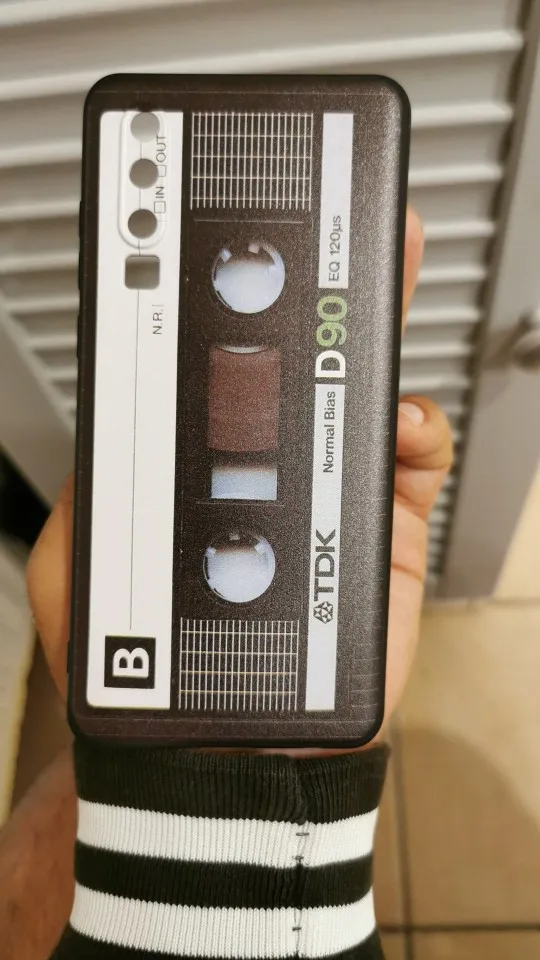 B
N.R.
□IN □OUT
TDK Normal Bias D90 EQ 120µs